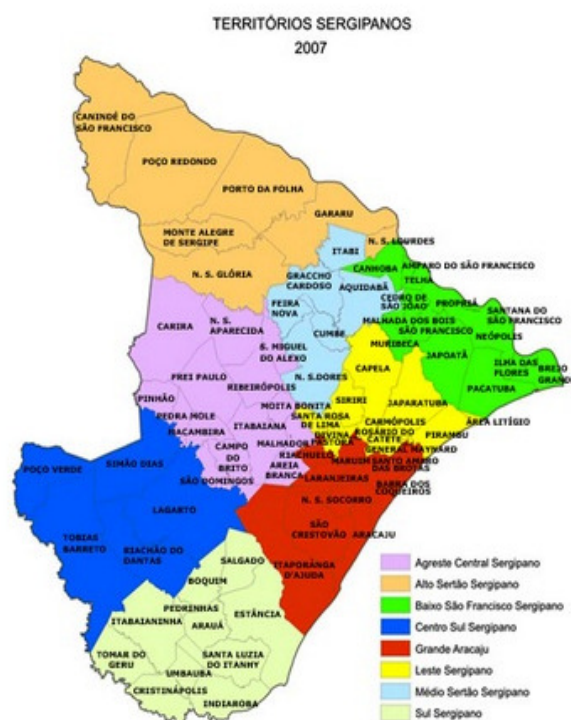 TERRITÓRIOS SERGIPANOS
2007
CANINDÉ DO
SÃO FRANCISCO
POÇO REDONDO
PORTO DA FOLHA
GARARU
MONTE ALEGRE
DE SERGIPE
ITABI
N. S. LOURDES
N. S. GLÓRIA
GRACCHO
CARDOSO
CANHOBA
AMPARO DO SÃO FRANCISCO
TELHA
AQUIDABÃ
FEIRA
NOVA
CEDRO DE
SÃO JOÃO
PROPRIÁ
SANTANA DO
SÃO FRANCISCO
CARIRA
N. S.
APARECIDA
CUMBE
MALHADA DOS BOIS
SÃO FRANCISCO
NEÓPOLIS
MURIBECA
S. MIGUEL
DO ALEXO
JAPOATÃ
ILHA DAS
FLORES
BREJO
GRANDE
FREI PAULO
RIBEIRÓPOLIS
N. S.DORES
CAPELA
PACATUBA
PINHÃO
PEDRA MOLE
MOITA BONITA
SIRIRI
JAPARATUBA
MACAMBIRA
ITABAIANA
SANTA ROSA
DE LIMA
CARMÓPOLIS
ÁREA LITÍGIO
DIVINA
PASTORA
ROSÁRIO DO
CATETE
PIRAMBU
GENERAL MAYNARD
CAMPO
DO
BRITO
MALHADOR
RIACHUELO
MARUIM
SANTO AMARO
DAS BROTAS
POÇO VERDE
SIMÃO DIAS
SÃO DOMINGOS
AREIA
BRANCA
LARANJEIRAS
BARRA DOS
COQUEIROS
LAGARTO
N. S. SOCORRO
TOBIAS
BARRETO
RIACHÃO DO
DANTAS
SÃO
CRISTOVÃO
ARACAJU
SALGADO
ITAPORÂNGA
D'AJUDA
BOQUIM
PEDRINHAS
ITABAIANINHA
ARAUÁ
ESTÂNCIA
TOMAR DO
GERU
SANTA LUZIA
DO ITANHY
UMBAUBA
CRISTINÁPOLIS
INDIAROBA
Agreste Central Sergipano
Alto Sertão Sergipano
Baixo São Francisco Sergipano
Centro Sul Sergipano
Grande Aracaju
Leste Sergipano
Médio Sertão Sergipano
Sul Sergipano